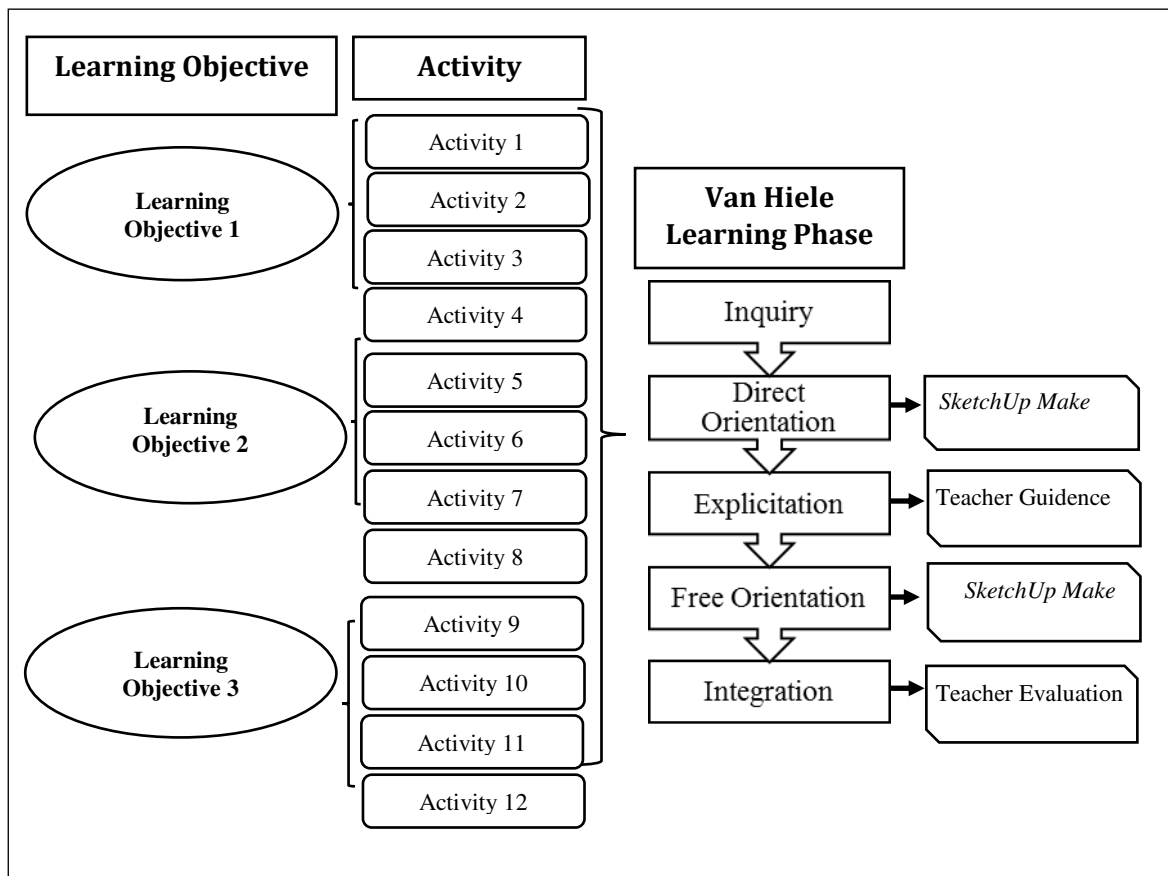 Learning Objective
Activity
Learning
Objective 1
Activity 1
Activity 2
Activity 3
Activity 4
Learning
Objective 2
Activity 5
Activity 6
Activity 7
Activity 8
Learning
Objective 3
Activity 9
Activity 10
Activity 11
Activity 12
Van Hiele
Learning Phase
Inquiry
Direct
Orientation
SketchUp Make
Explicitation
Teacher Guidence
Free Orientation
SketchUp Make
Integration
Teacher Evaluation